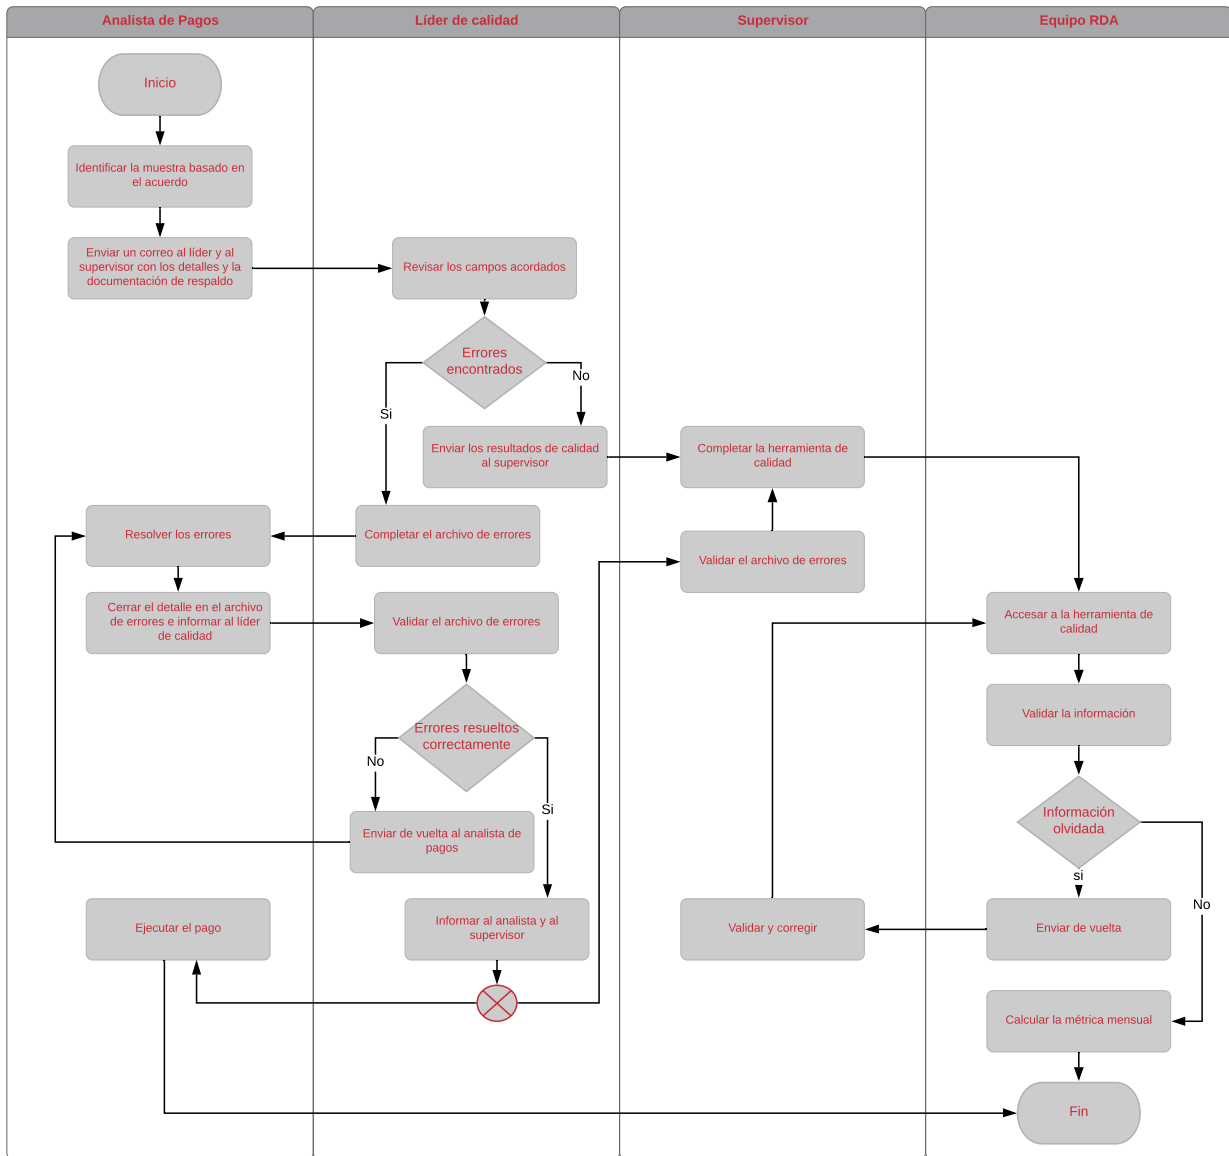 Analista de Pagos
Líder de calidad
Supervisor
Equipo RDA
Inicio
Identificar la muestra basado en
el acuerdo
Enviar un correo al líder y al
supervisor con los detalles y la
documentación de respaldo
Revisar los campos acordados
Errores
encontrados
No
Si
Enviar los resultados de calidad
al supervisor
Completar la herramienta de
calidad
Resolver los errores
Completar el archivo de errores
Validar el archivo de errores
Cerrar el detalle en el archivo
de errores e informar al líder
de calidad
Validar el archivo de errores
Accesar a la herramienta de
calidad
Errores resueltos
correctamente
No
Si
Validar la información
Información
olvidada
si
No
Enviar de vuelta al analista de
pagos
Ejecutar el pago
Informar al analista y al
supervisor
Validar y corregir
Enviar de vuelta
Calcular la métrica mensual
Fin